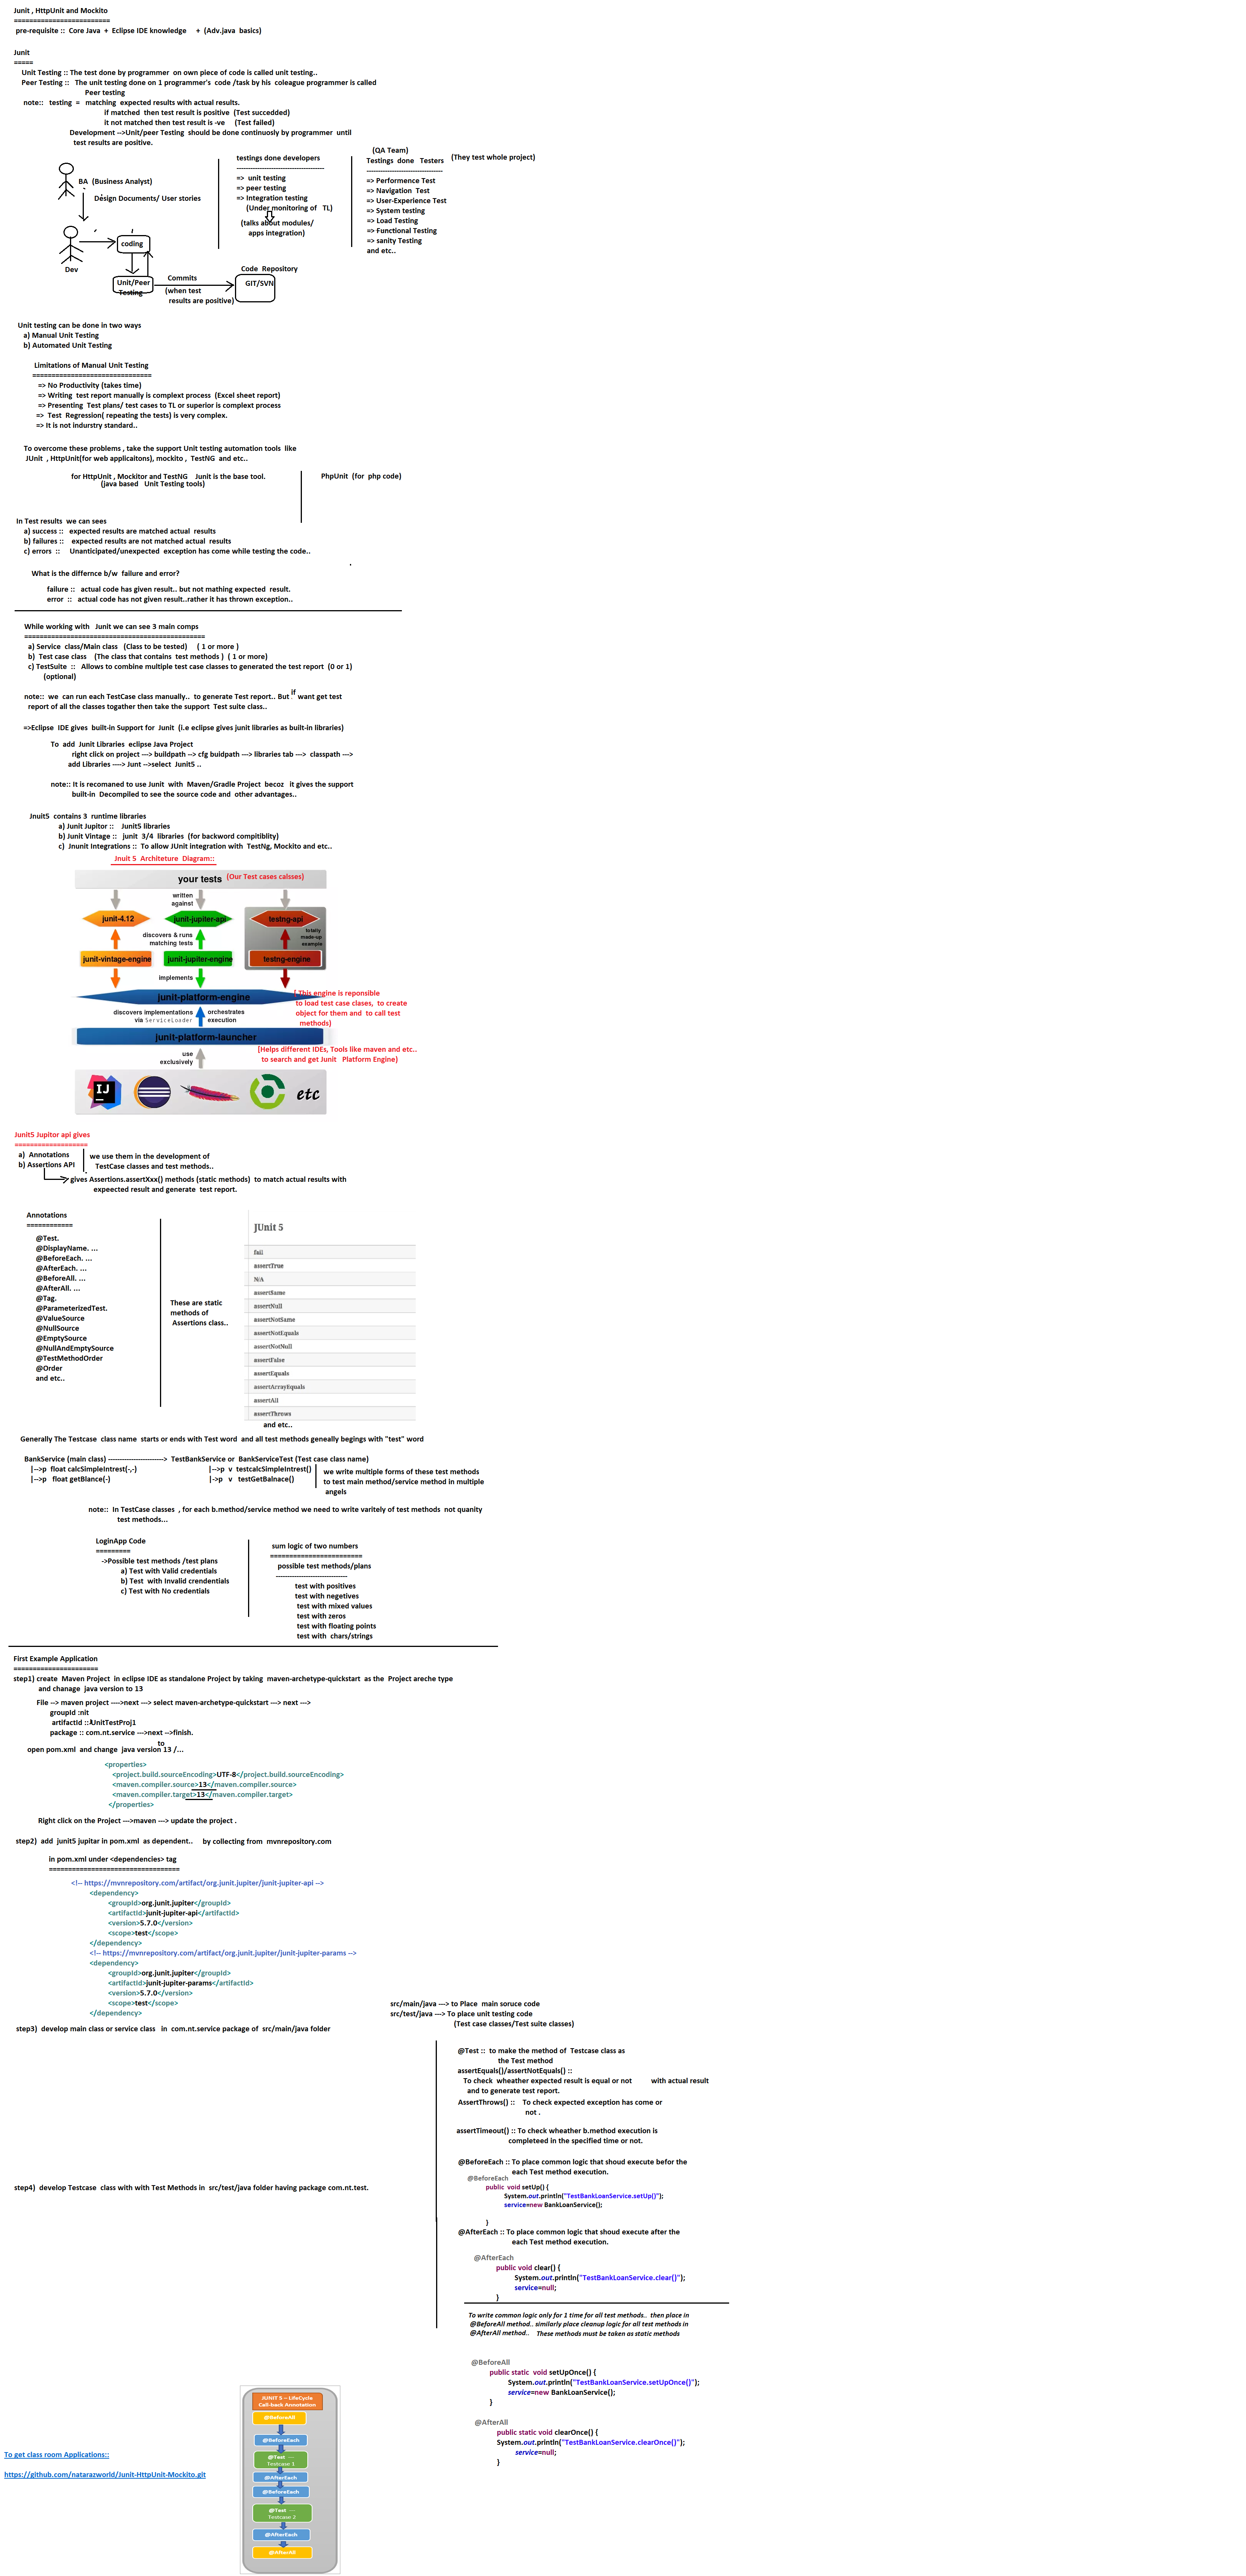 Junit , HttpUnit and Mockito
=========================
pre-requisite :: Core Java + Eclipse IDE knowledge + (Adv.java basics)
Junit
=====
Unit Testing :: The test done by programmer on own piece of code is called unit testing..
Peer Testing :: The unit testing done on 1 programmer's code /task by his coleague programmer is called
Peer testing
note:: testing = matching expected results with actual results.
if matched then test result is positive (Test succedded)
it not matched then test result is -ve (Test failed)
Development -->Unit/peer Testing should be done continuosly by programmer until
test results are positive.
BA (Business Analyst)
Design Documents/ User stories
Dev
coding
Unit/Peer
Testing
Commits
(when test
results are positive)
Code Repository
GIT/SVN
testings done developers
------------------------------------
=> unit testing
=> peer testing
=> Integration testing
(Under monitoring of TL)
(talks about modules/
apps integration)
(QA Team)
Testings done Testers (They test whole project)
-------------------------------
=> Performence Test
=> Navigation Test
=> User-Experience Test
=> System testing
=> Load Testing
=> Functional Testing
=> sanity Testing
and etc..
Unit testing can be done in two ways
a) Manual Unit Testing
b) Automated Unit Testing
Limitations of Manual Unit Testing
===============================
=> No Productivity (takes time)
=> Writing test report manually is complext process (Excel sheet report)
=> Presenting Test plans/ test cases to TL or superior is complext process
=> Test Regression( repeating the tests) is very complex.
=> It is not indurstry standard..
To overcome these problems , take the support Unit testing automation tools like
JUnit , HttpUnit(for web applicaitons), mockito , TestNG and etc..
for HttpUnit , Mockitor and TestNG Junit is the base tool.
(java based Unit Testing tools)
PhpUnit (for php code)
In Test results we can sees
a) success :: expected results are matched actual results
b) failures :: expected results are not matched actual results
c) errors :: Unanticipated/unexpected exception has come while testing the code..
What is the differnce b/w failure and error?
failure :: actual code has given result.. but not mathing expected result.
error :: actual code has not given result..rather it has thrown exception..
While working with Junit we can see 3 main comps
===============================================
a) Service class/Main class (Class to be tested) ( 1 or more )
b) Test case class (The class that contains test methods ) ( 1 or more)
c) TestSuite :: Allows to combine multiple test case classes to generated the test report (0 or 1)
(optional)
note:: we can run each TestCase class manually.. to generate Test report.. But if want get test
report of all the classes togather then take the support Test suite class..
=>Eclipse IDE gives built-in Support for Junit (i.e eclipse gives junit libraries as built-in libraries)
To add Junit Libraries eclipse Java Project
right click on project ---> buildpath --> cfg buidpath ---> libraries tab ---> classpath --->
add Libraries ----> Junt -->select Junit5 ..
note:: It is recomaned to use Junit with Maven/Gradle Project becoz it gives the support
built-in Decompiled to see the source code and other advantages..
Jnuit5 contains 3 runtime libraries
a) Junit Jupitor :: Junit5 libraries
b) Junit Vintage :: junit 3/4 libraries (for backword compitiblity)
c) Jnunit Integrations :: To allow JUnit integration with TestNg, Mockito and etc..
Jnuit 5 Architeture Diagram::
your tests (Our Test cases calsses)
written
against
junit-4.12
junit-jupiter-api
testng-api
discovers & runs
matching tests
totally
made-up
example
junit-vintage-engine
junit-jupiter-engine
testng-engine
implements
junit-platform-engine
( This engine is reponsible
to load test case clases, to create
object for them and to call test
methods)
discovers implementations
via ServiceLoader
orchestrates
execution
junit-platform-launcher
(Helps different IDEs, Tools like maven and etc..
to search and get Junit Platform Engine)
use
exclusively
IJ
etc
Junit5 Jupitor api gives
===================
a) Annotations
b) Assertions API
we use them in the development of
TestCase classes and test methods..
gives Assertions.assertXxx() methods (static methods) to match actual results with
expeected result and generate test report.
Annotations
============
@Test.
@DisplayName. ...
@BeforeEach. ...
@AfterEach. ...
@BeforeAll. ...
@AfterAll. ...
@Tag.
@ParameterizedTest.
@ValueSource
@NullSource
@EmptySource
@NullAndEmptySource
@TestMethodOrder
@Order
and etc..
These are static
methods of
Assertions class..
JUnit 5
fail
assertTrue
N/A
assertSame
assertNull
assertNotSame
assertNotEquals
assertNotNull
assertFalse
assertEquals
assertArrayEquals
assertAll
assertThrows
and etc..
Generally The Testcase class name starts or ends with Test word and all test methods geneally begings with "test" word
BankService (main class) -----------------------> TestBankService or BankServiceTest (Test case class name)
|-->p float calcSimpleIntrest(-,-)
|-->p float getBlance(-)
|-->p v testcalcSimpleIntrest()
|->p v testGetBalnace()
we write multiple forms of these test methods
to test main method/service method in multiple
angels
note:: In TestCase classes , for each b.method/service method we need to write varitely of test methods not quanity
test methods...
LoginApp Code
=========
->Possible test methods /test plans
a) Test with Valid credentials
b) Test with Invalid crendentials
c) Test with No credentials
sum logic of two numbers
========================
possible test methods/plans
-----------------------------
test with positives
test with negetives
test with mixed values
test with zeros
test with floating points
test with chars/strings
First Example Application
======================
step1) create Maven Project in eclipse IDE as standalone Project by taking maven-archetype-quickstart as the Project areche type
and chanage java version to 13
File --> maven project ---->next ---> select maven-archetype-quickstart ---> next --->
groupId :nit
artifactId ::JUnitTestProj1
package :: com.nt.service --->next -->finish.
open pom.xml and change java version to 13 /...
<properties>
<project.build.sourceEncoding>UTF-8</project.build.sourceEncoding>
<maven.compiler.source>13</maven.compiler.source>
<maven.compiler.target>13</maven.compiler.target>
</properties>
Right click on the Project --->maven ---> update the project .
step2) add junit5 jupitar in pom.xml as dependent.. by collecting from mvnrepository.com
in pom.xml under <dependencies> tag
==================================
<!-- https://mvnrepository.com/artifact/org.junit.jupiter/junit-jupiter-api -->
<dependency>
<groupId>org.junit.jupiter</groupId>
<artifactId>junit-jupiter-api</artifactId>
<version>5.7.0</version>
<scope>test</scope>
</dependency>
<!-- https://mvnrepository.com/artifact/org.junit.jupiter/junit-jupiter-params -->
<dependency>
<groupId>org.junit.jupiter</groupId>
<artifactId>junit-jupiter-params</artifactId>
<version>5.7.0</version>
<scope>test</scope>
</dependency>
src/main/java ---> to Place main soruce code
src/test/java ---> To place unit testing code
(Test case classes/Test suite classes)
step3) develop main class or service class in com.nt.service package of src/main/java folder
@Test :: to make the method of Testcase class as
the Test method
assertEquals()/assertNotEquals() ::
To check wheather expected result is equal or not with actual result
and to generate test report.
AssertThrows() :: To check expected exception has come or
not .
assertTimeout() :: To check wheather b.method execution is
completeed in the specified time or not.
@BeforeEach :: To place common logic that shoud execute befor the
each Test method execution.
@BeforeEach
public void setUp() {
System.out.println("TestBankLoanService.setUp()");
service=new BankLoanService();
}
step4) develop Testcase class with with Test Methods in src/test/java folder having package com.nt.test.
@AfterEach :: To place common logic that shoud execute after the
each Test method execution.
@AfterEach
public void clear() {
System.out.println("TestBankLoanService.clear()");
service=null;
}
To write common logic only for 1 time for all test methods.. then place in
@BeforeAll method.. similarly place cleanup logic for all test methods in
@AfterAll method.. These methods must be taken as static methods
@BeforeAll
public static void setUpOnce() {
System.out.println("TestBankLoanService.setUpOnce()");
service=new BankLoanService();
}
@AfterAll
public static void clearOnce() {
System.out.println("TestBankLoanService.clearOnce()");
service=null;
}
JUNIT 5 – LifeCycle
Call-back Annotation
@BeforeAll
@BeforeEach
@Test ---
Testcase 1
@AfterEach
@BeforeEach
@Test ---
Testcase 2
@AfterEach
@AfterAll
To get class room Applications::
https://github.com/natarazworld/Junit-HttpUnit-Mockito.git